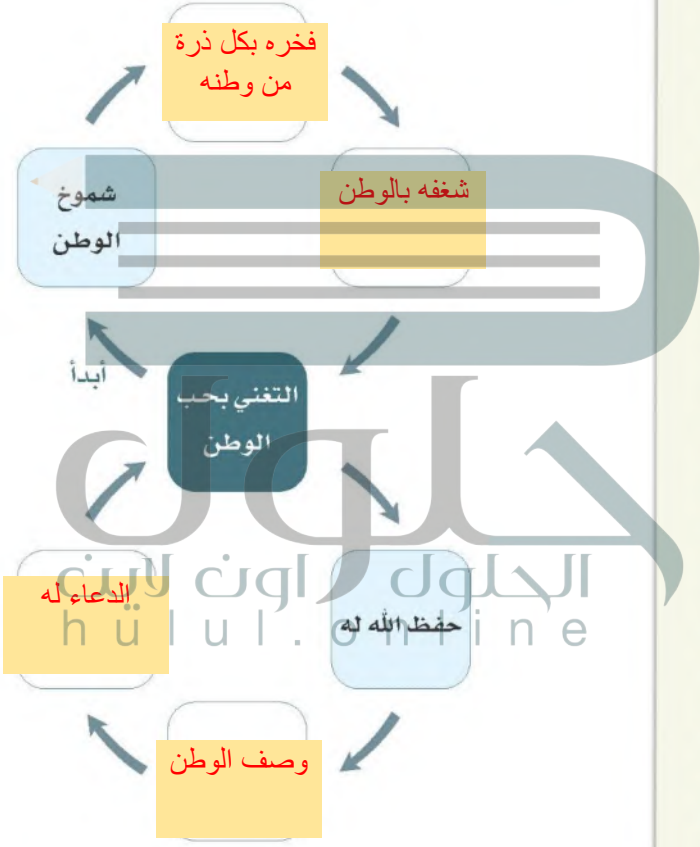 فخره بكل ذرة
من وطنه
شموخ
الوطن
شغفه بالوطن
أبدأ
التغني بحب
الوطن
حلول
الحلول اون لاين
hulul.online
الدعاء له
حفظ الله له
وصف الوطن